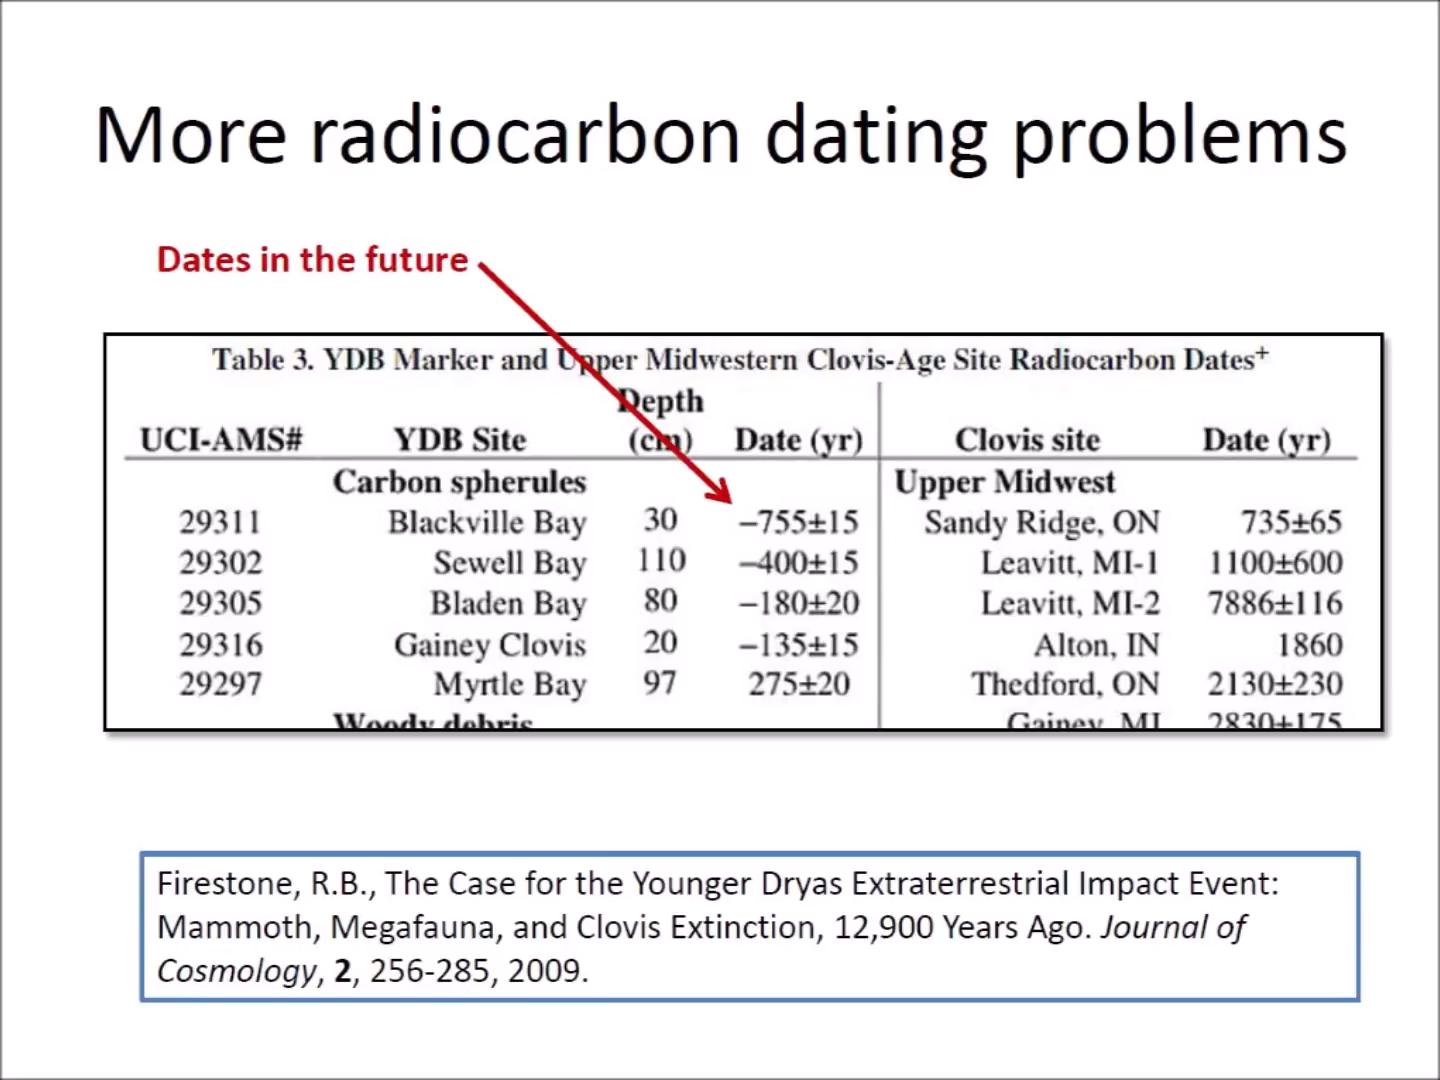 More radiocarbon dating problems
Dates in the future
Table 3. YDB Marker and Upper Midwestern Clovis-Age Site Radiocarbon Dates+
UCI-AMS# YDB Site Depth (cm) Date (yr) Clovis site Date (yr)
Carbon spherules Upper Midwest
29311 Blackville Bay 30 –755±15 Sandy Ridge, ON 735±65
29302 Sewell Bay 110 –400±15 Leavitt, MI-1 1100±600
29305 Bladen Bay 80 –180±20 Leavitt, MI-2 7886±116
29316 Gainey Clovis 20 –135±15 Alton, IN 1860
29297 Myrtle Bay 97 275±20 Thedford, ON 2130±230
Woody debris Gainey, MI 2830±175
Firestone, R.B., The Case for the Younger Dryas Extraterrestrial Impact Event:
Mammoth, Megafauna, and Clovis Extinction, 12,900 Years Ago. Journal of
Cosmology, 2, 256-285, 2009.